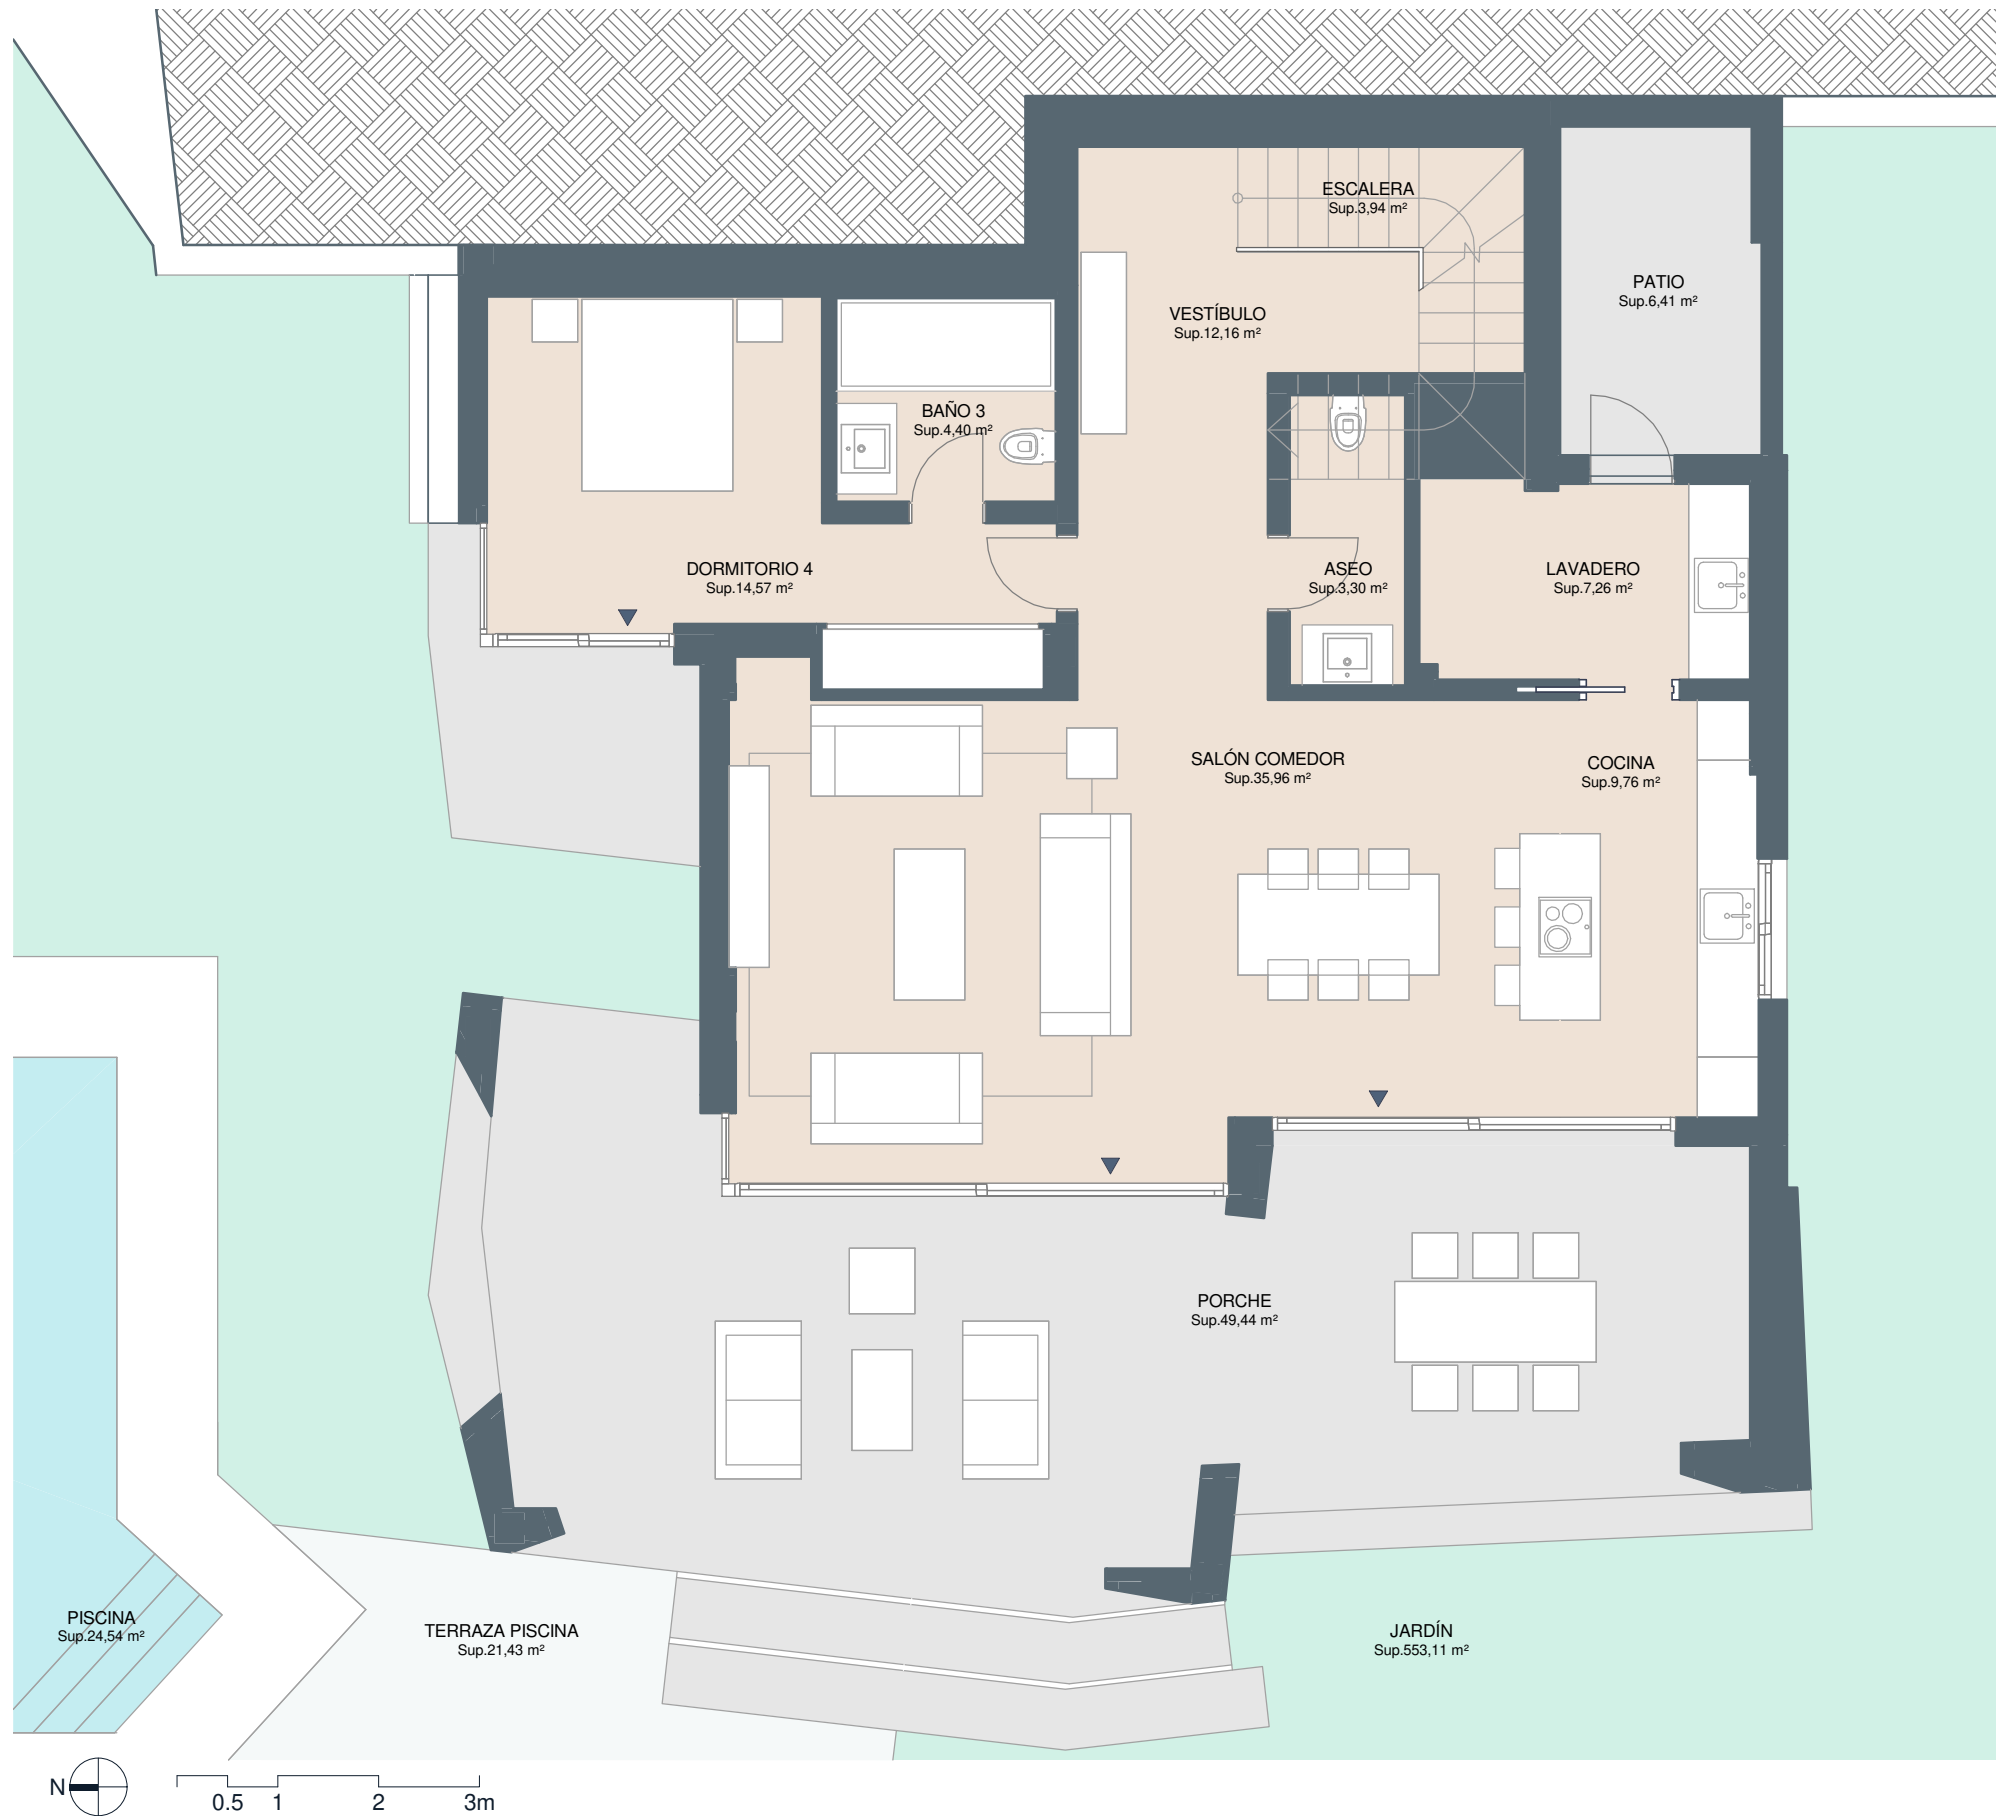 ESCALERA
Sup.3,94 m²
PATIO
Sup.6,41 m²
VESTÍBULO
Sup.12,16 m²
BAÑO 3
Sup.4,40 m²
DORMITORIO 4
Sup.14,57 m²
ASEO
Sup.3,30 m²
LAVADERO
Sup.7,26 m²
SALÓN COMEDOR
Sup.35,96 m²
COCINA
Sup.9,76 m²
PORCHE
Sup.49,44 m²
PISCINA
Sup.24,54 m²
TERRAZA PISCINA
Sup.21,43 m²
JARDÍN
Sup.553,11 m²
N
0.5 1 2 3m